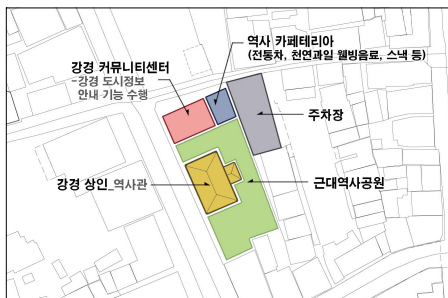 역사 카페테리아
(전통차, 천연과일 웰빙음료, 스낵 등)
강경 커뮤니티센터
-강경 도시정보
안내 기능 수행
주차장
강경 상인_역사관
근대역사공원